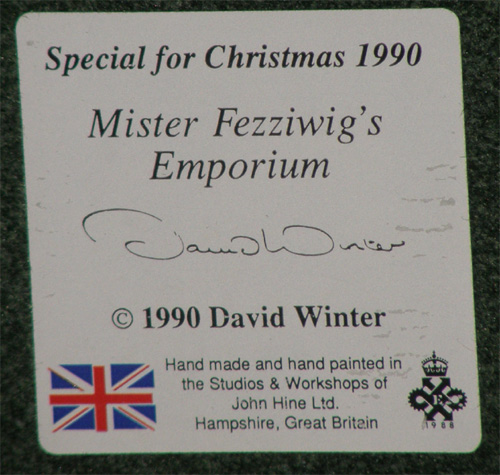 Special for Christmas 1990
Mister Fezziwig's
Emporium
David Winter
© 1990 David Winter
Hand made and hand painted in
the Studios & Workshops of
John Hine Ltd.
Hampshire, Great Britain
E
1988